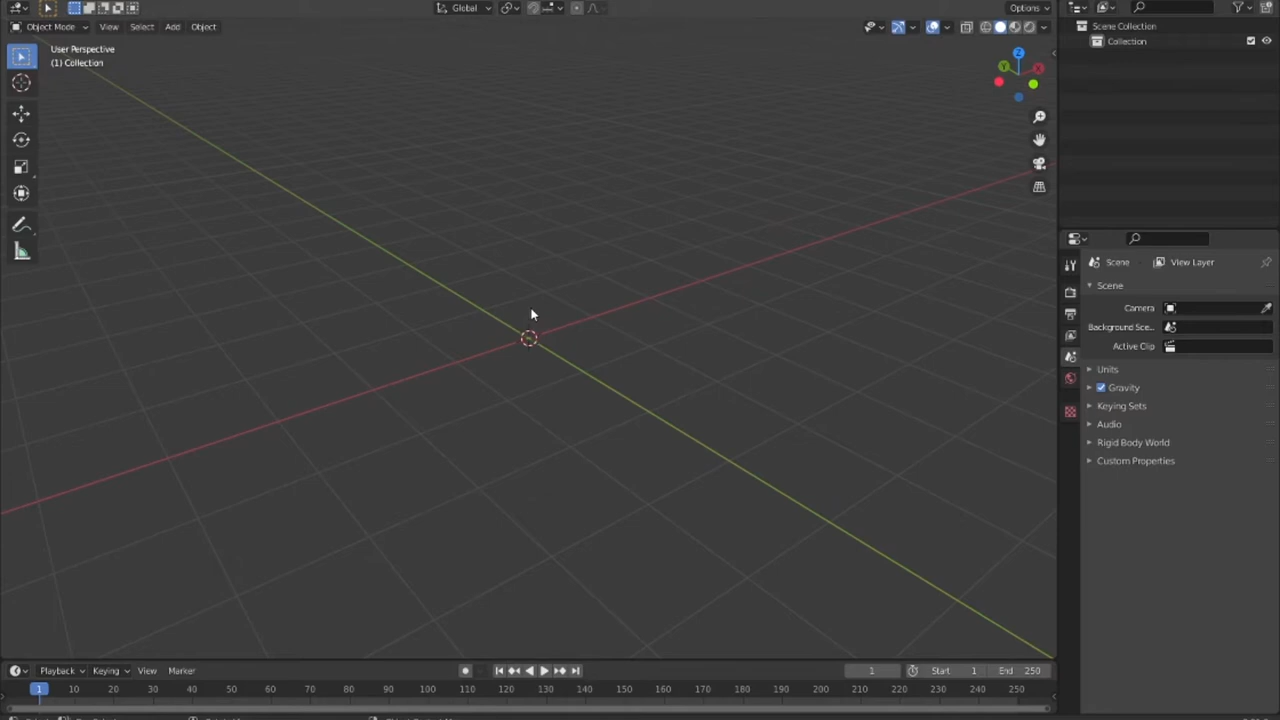 Global
Options
Object Mode View Select Add Object
User Perspective
(1) Collection
Z
Y
X
Scene Collection
Collection
Scene View Layer
Scene
Camera
Background Sce...
Active Clip
Units
Gravity
Keying Sets
Audio
Rigid Body World
Custom Properties
Playback Keying View Marker
1 Start 1 End 250
1 10 20 30 40 50 60 70 80 90 100 110 120 130 140 150 160 170 180 190 200 210 220 230 240 250